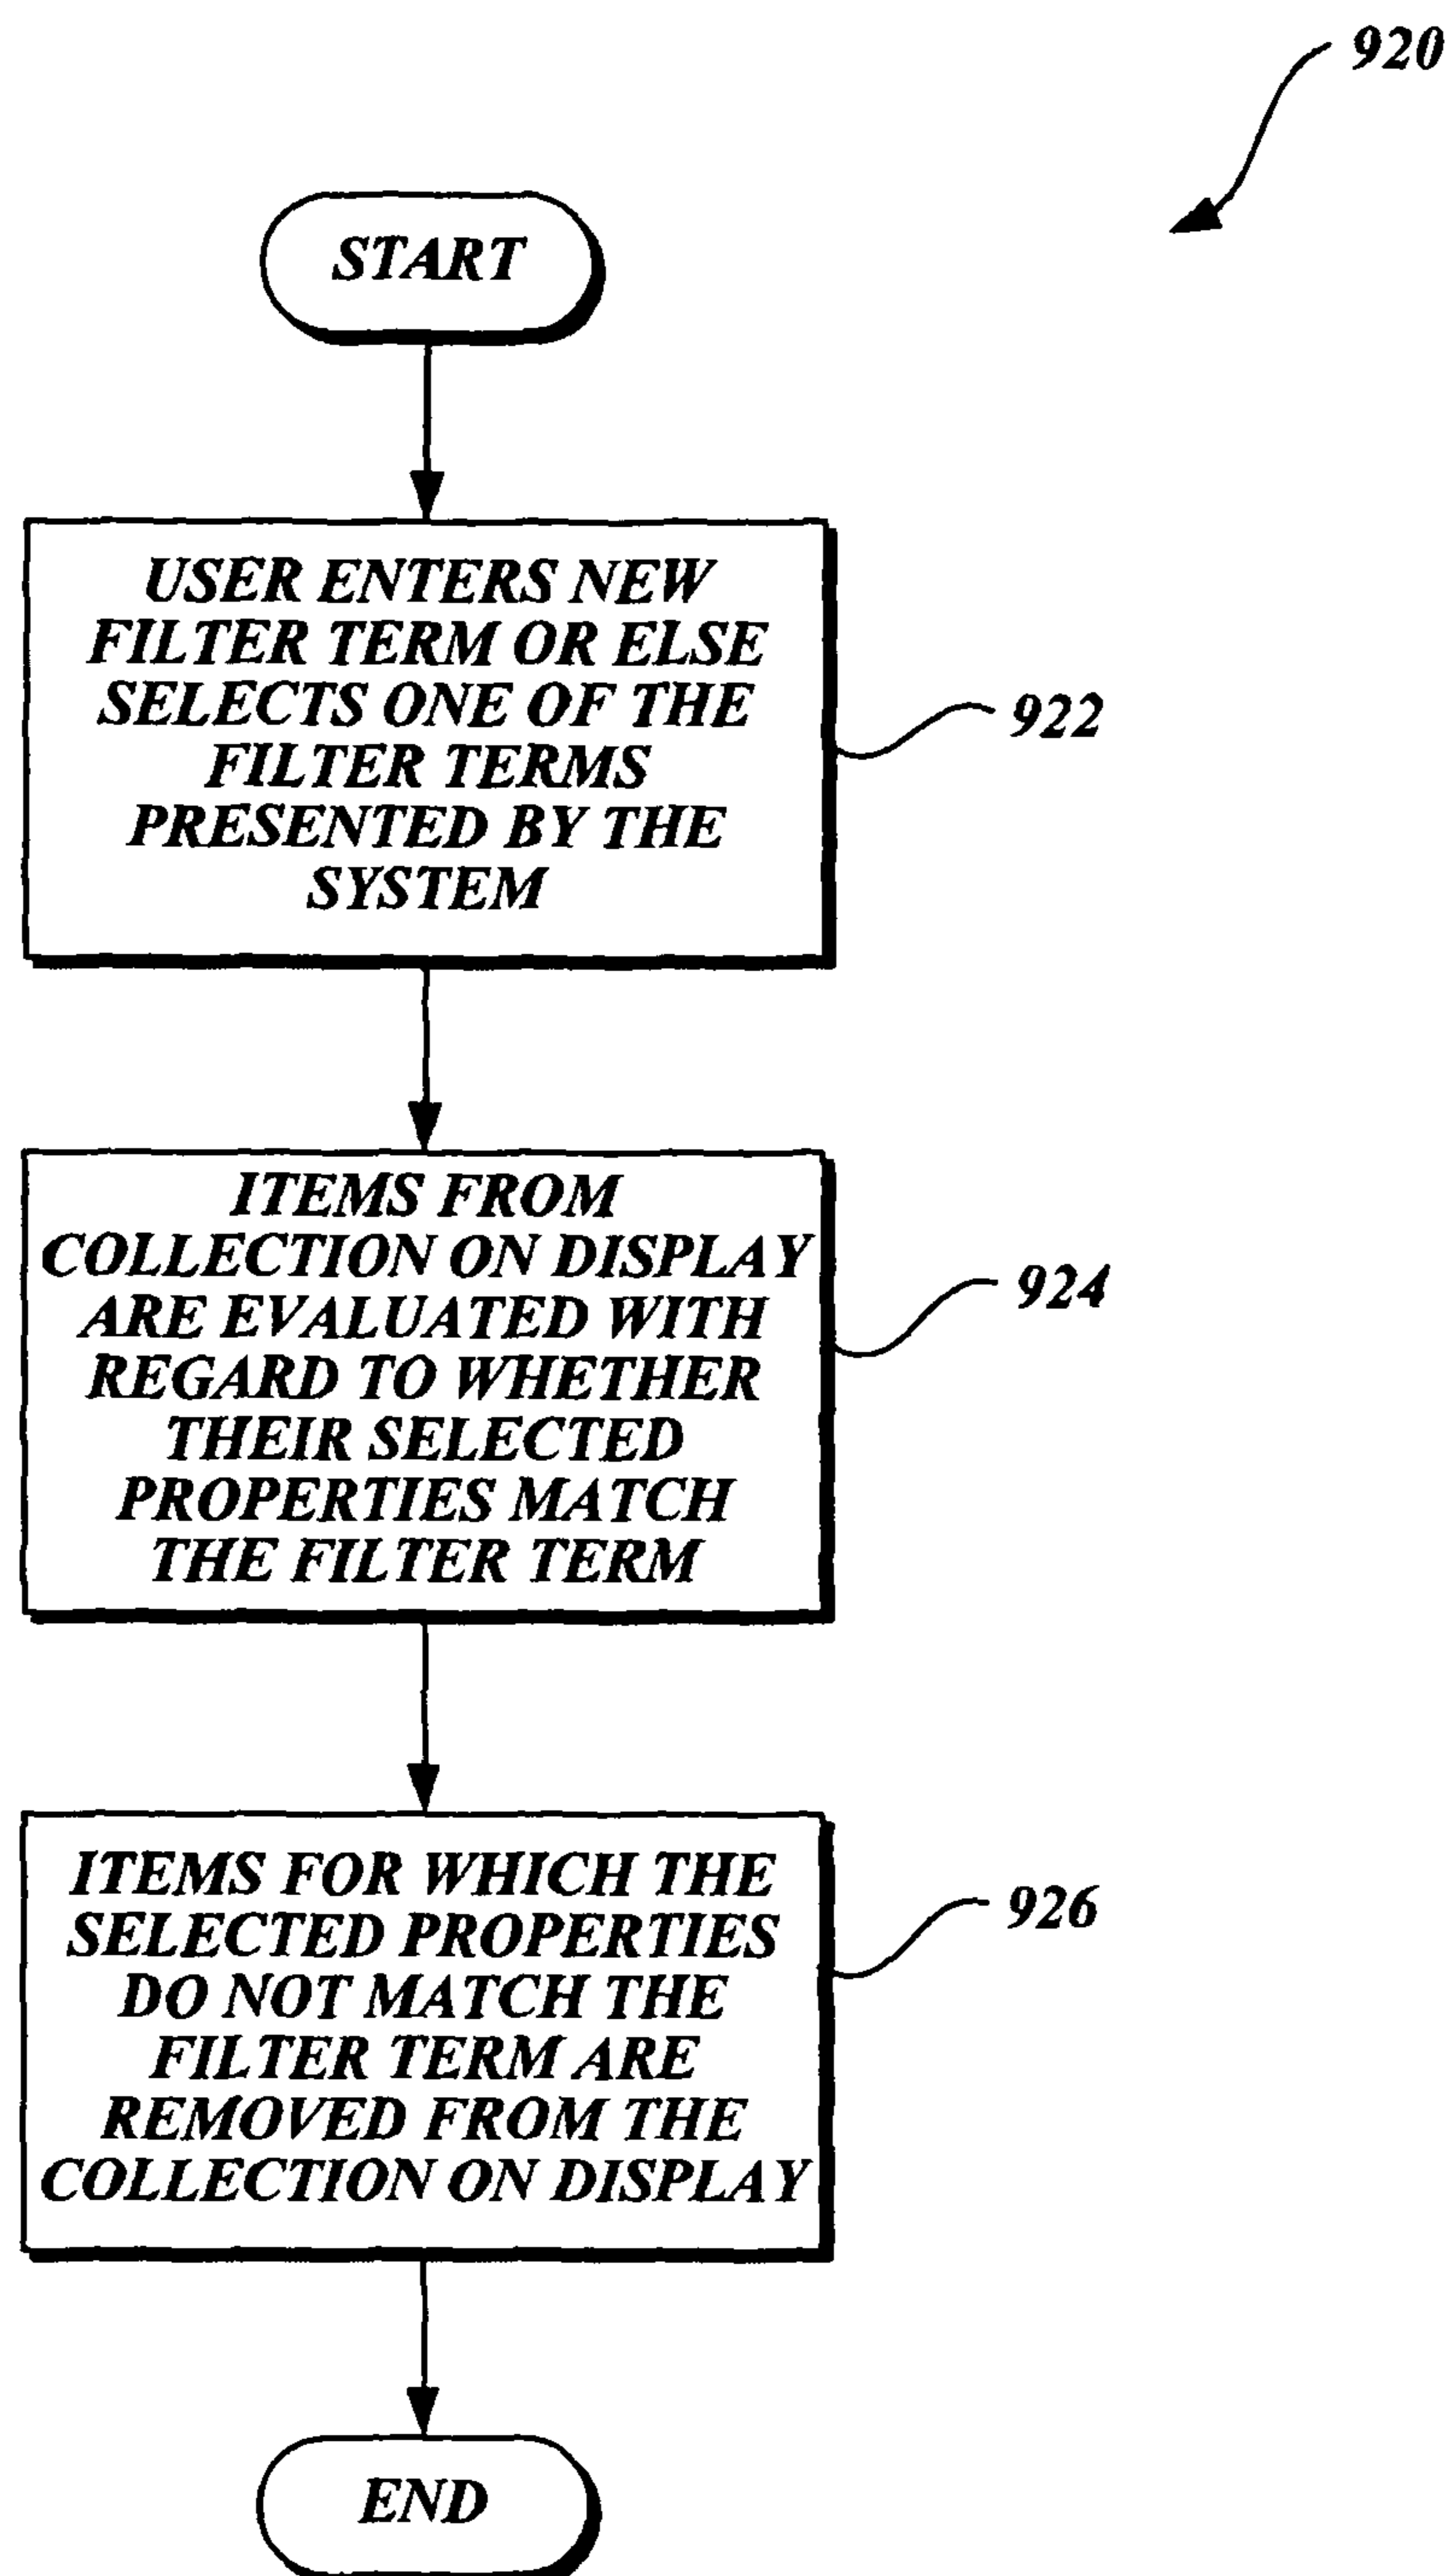 920
START
USER ENTERS NEW
FILTER TERM OR ELSE
SELECTS ONE OF THE
FILTER TERMS
PRESENTED BY THE
SYSTEM
922
ITEMS FROM
COLLECTION ON DISPLAY
ARE EVALUATED WITH
REGARD TO WHETHER
THEIR SELECTED
PROPERTIES MATCH
THE FILTER TERM
924
ITEMS FOR WHICH THE
SELECTED PROPERTIES
DO NOT MATCH THE
FILTER TERM ARE
REMOVED FROM THE
COLLECTION ON DISPLAY
926
END